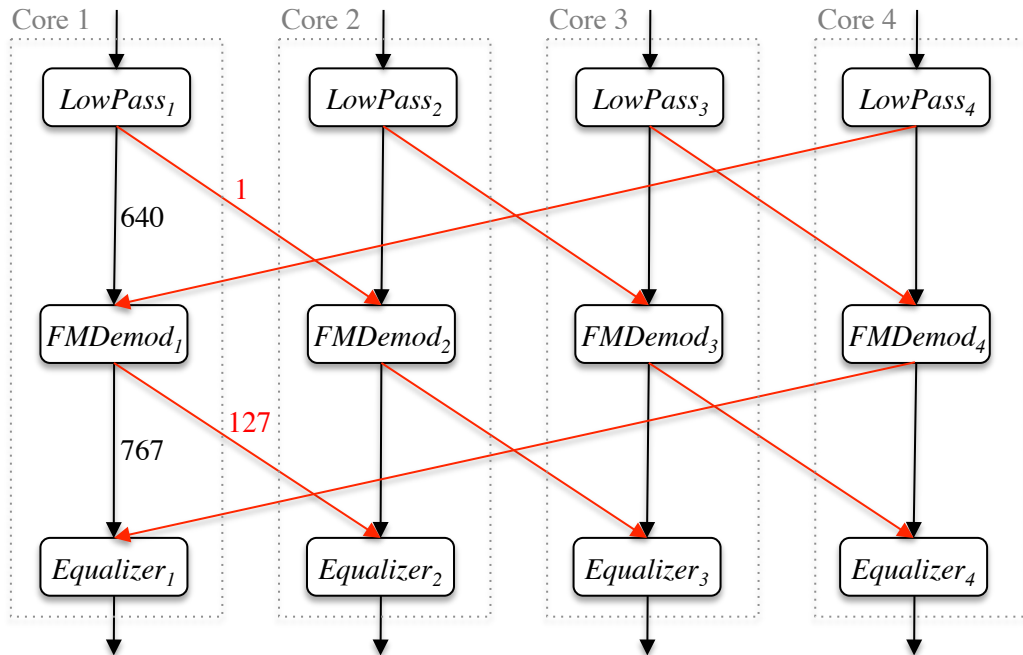 Core 1 Core 2 Core 3 Core 4
LowPass₁ LowPass₂ LowPass₃ LowPass₄
1
640
FMDemod₁ FMDemod₂ FMDemod₃ FMDemod₄
127
767
Equalizer₁ Equalizer₂ Equalizer₃ Equalizer₄